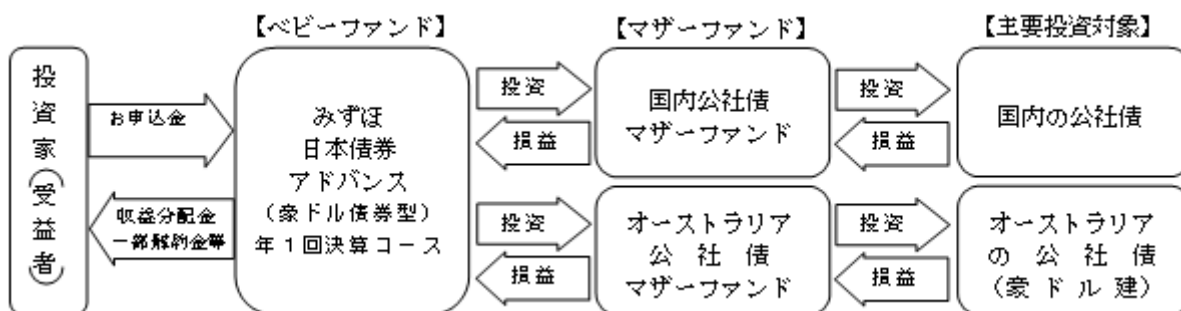 【ベビーファンド】
【マザーファンド】
【主要投資対象】
投資家(受益者)
お申込金
収益分配金
一部解約金等
みずほ
日本債券
アドバンス
(豪ドル債券型)
年1回決算コース
投資
損益
国内公社債
マザーファンド
投資
損益
国内の公社債
投資
損益
オーストラリア
公社債
マザーファンド
投資
損益
オーストラリア
の公社債
(豪ドル建)